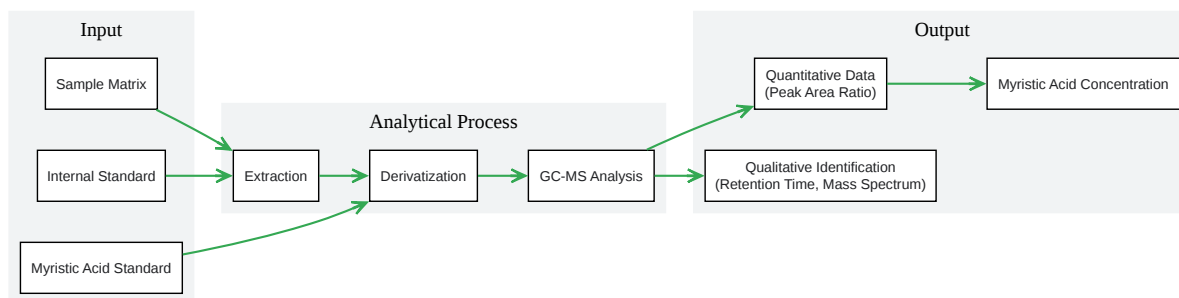 Input
Sample Matrix
Internal Standard
Myristic Acid Standard
Analytical Process
Extraction
Derivatization
GC-MS Analysis
Output
Quantitative Data
(Peak Area Ratio)
Myristic Acid Concentration
Qualitative Identification
(Retention Time, Mass Spectrum)